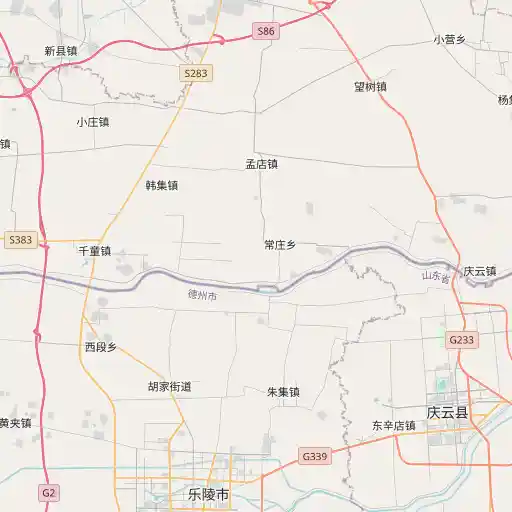 S86
小营乡
新县镇
S283
望树镇
杨集
小庄镇
镇
孟店镇
韩集镇
S383
千童镇
常庄乡
庆云镇
山东省
德州市
G233
西段乡
胡家街道
朱集镇
庆云县
黄夹镇
东辛店镇
G339
G2
乐陵市